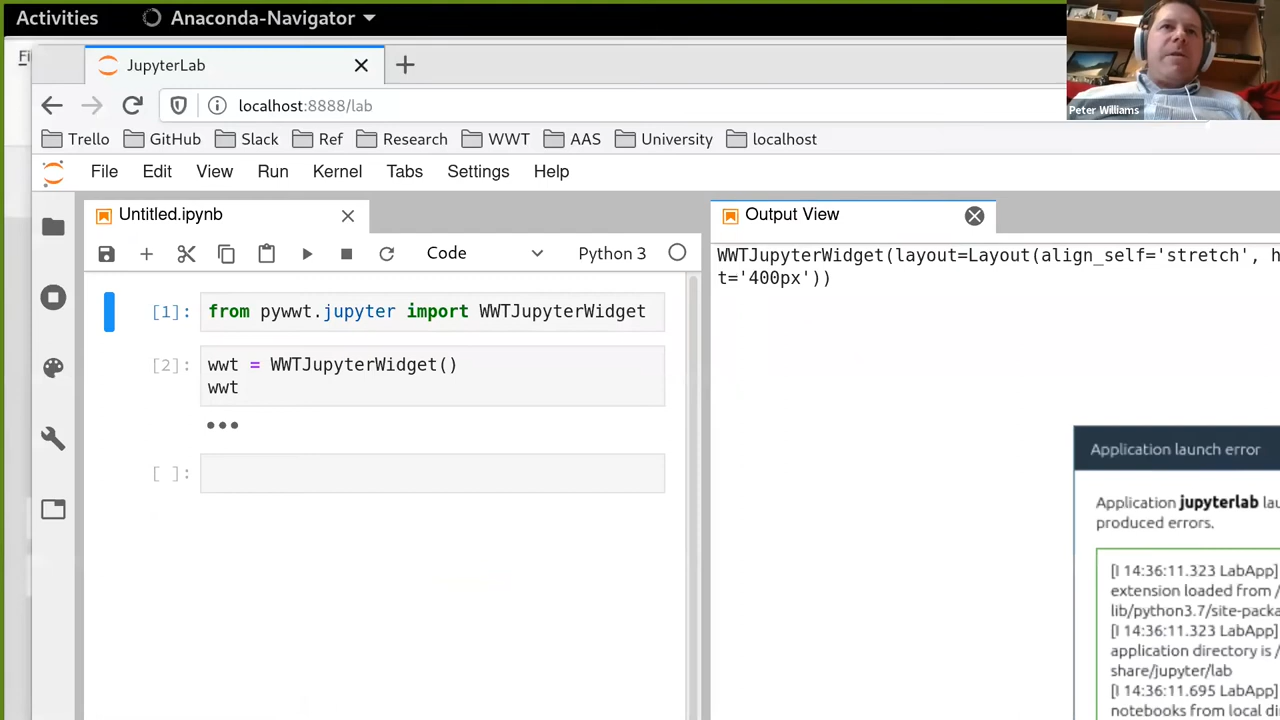 Activities
Anaconda-Navigator
Peter Williams
JupyterLab
localhost:8888/lab
Trello GitHub Slack Ref Research WWT AAS University localhost
File Edit View Run Kernel Tabs Settings Help
Untitled.ipynb
Code Python 3
[1]: from pywwt.jupyter import WWTJupyterWidget
[2]: wwt = WWTJupyterWidget()
wwt
[ ]:
Output View
WWTJupyterWidget(layout=Layout(align_self='stretch', h
t='400px'))
Application launch error
Application jupyterlab lau
produced errors.
[I 14:36:11.323 LabApp]
extension loaded from /
lib/python3.7/site-packa
[I 14:36:11.323 LabApp]
application directory is /
share/jupyter/lab
[I 14:36:11.695 LabApp]
notebooks from local di